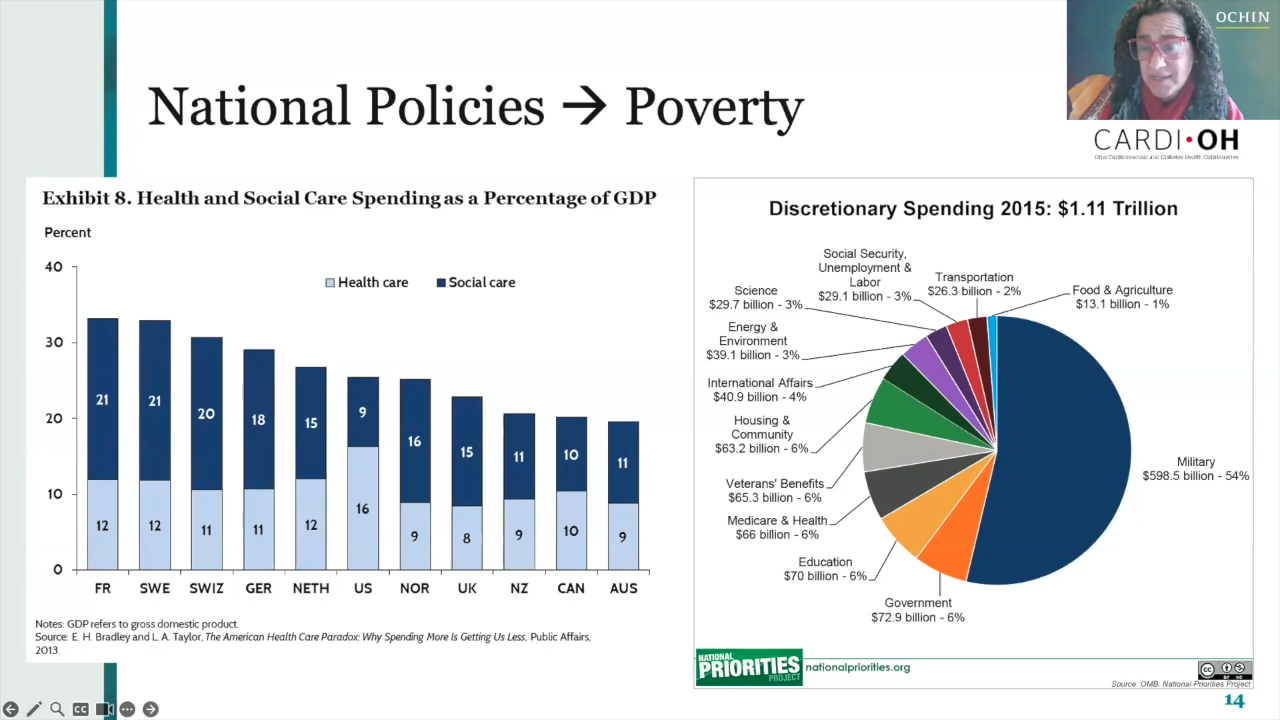 OCHIN
National Policies → Poverty
CARDI•OH
Ohio Cardiovascular and Diabetes Health Collaborative
Exhibit 8. Health and Social Care Spending as a Percentage of GDP
Percent
40
30
20
10
0
Health care
Social care
21 21 20 18 15 9 16 15 11 10 11
12 12 11 11 12 16 9 8 9 10 9
FR SWE SWIZ GER NETH US NOR UK NZ CAN AUS
Notes: GDP refers to gross domestic product.
Source: E. H. Bradley and L. A. Taylor, The American Health Care Paradox: Why Spending More Is Getting Us Less, Public Affairs,
2013.
Discretionary Spending 2015: $1.11 Trillion
Social Security,
Unemployment &
Labor
$29.1 billion - 3%
Transportation
$26.3 billion - 2%
Food & Agriculture
$13.1 billion - 1%
Science
$29.7 billion - 3%
Energy &
Environment
$39.1 billion - 3%
International Affairs
$40.9 billion - 4%
Housing &
Community
$63.2 billion - 6%
Veterans' Benefits
$65.3 billion - 6%
Medicare & Health
$66 billion - 6%
Education
$70 billion - 6%
Government
$72.9 billion - 6%
Military
$598.5 billion - 54%
NATIONAL
PRIORITIES
PROJECT
nationalpriorities.org
cc
BY NC
Source: OMB, National Priorities Project
14
CC